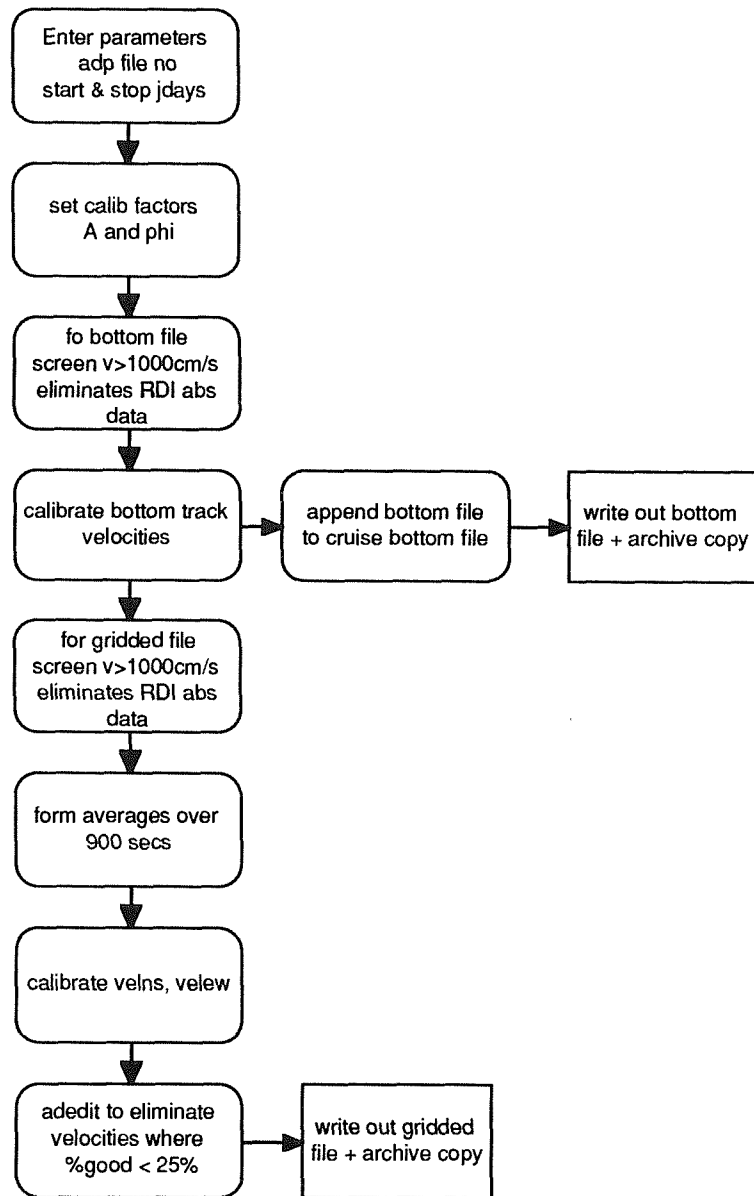 Enter parameters
adp file no
start & stop jdays
set calib factors
A and phi
fo bottom file
screen v>1000cm/s
eliminates RDI abs
data
calibrate bottom track
velocities
append bottom file
to cruise bottom file
write out bottom
file + archive copy
for gridded file
screen v>1000cm/s
eliminates RDI abs
data
form averages over
900 secs
calibrate velns, velew
adedit to eliminate
velocities where
%good < 25%
write out gridded
file + archive copy